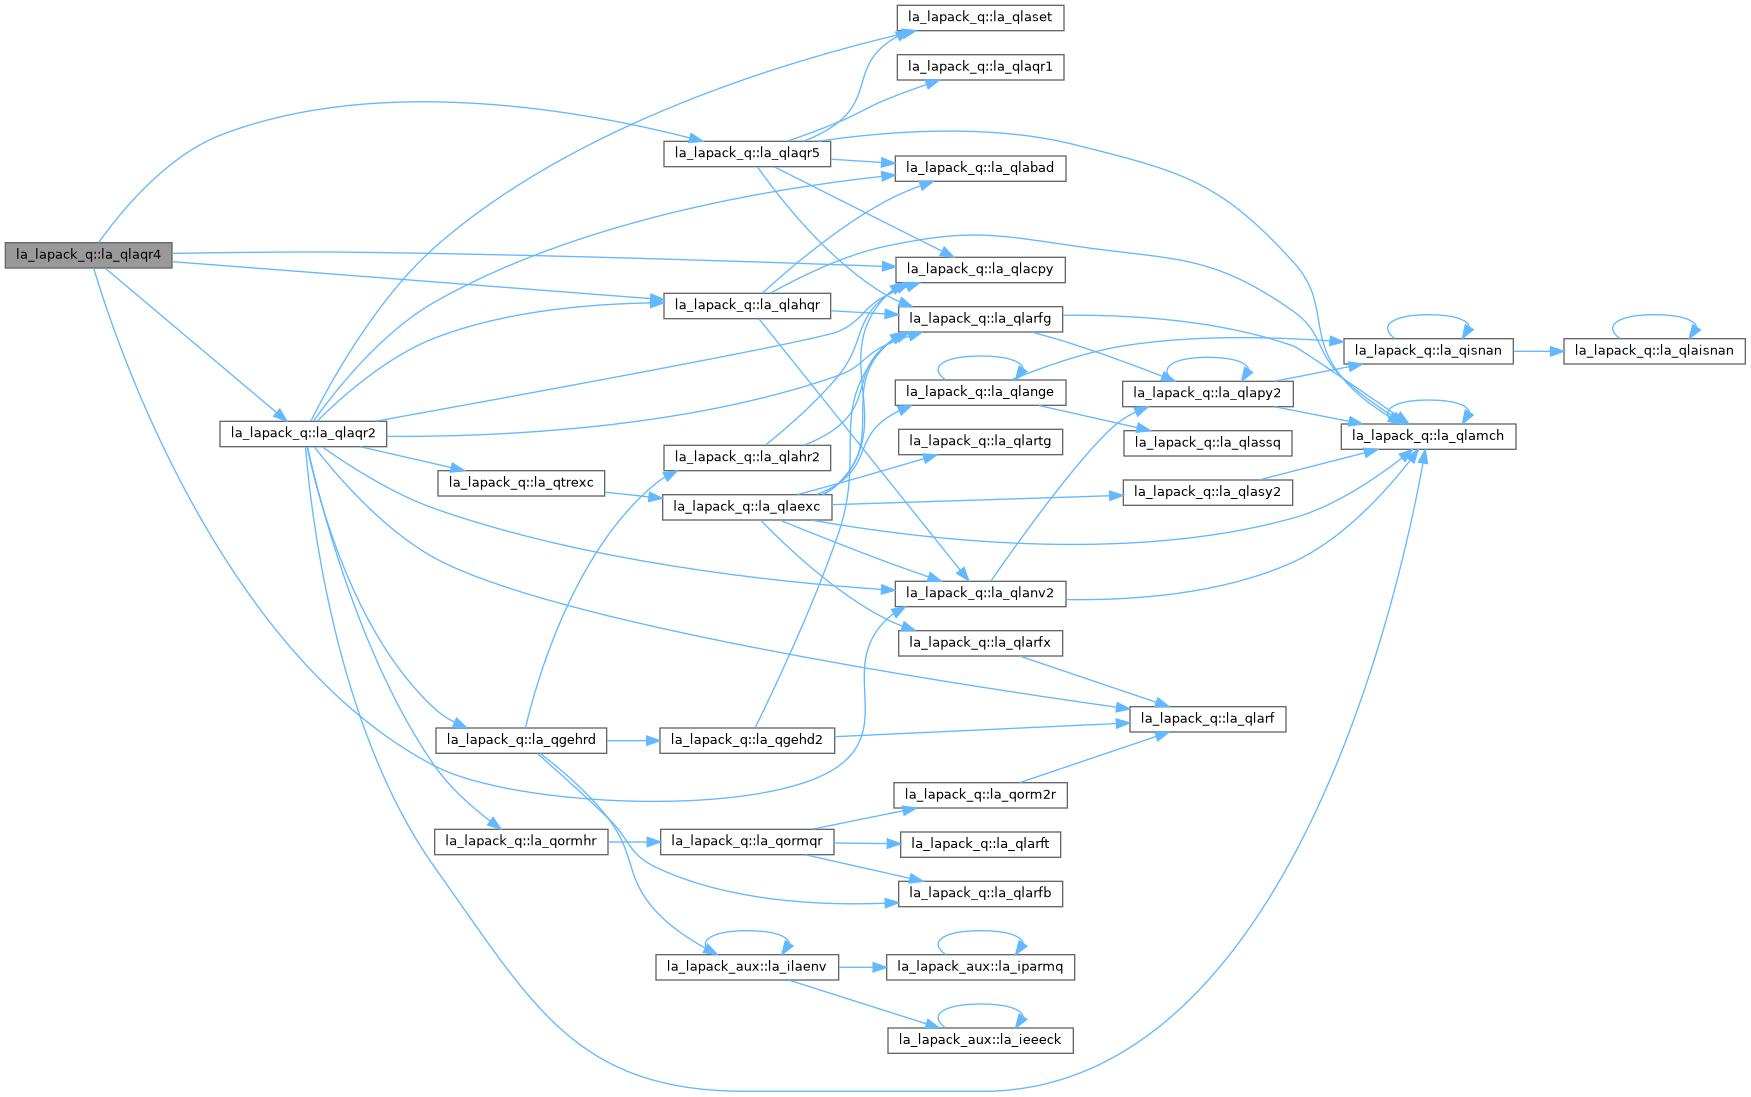 la_lapack_q::la_qlaset
la_lapack_q::la_qlaqr1
la_lapack_q::la_qlaqr5
la_lapack_q::la_qlabad
la_lapack_q::la_qlaqr4
la_lapack_q::la_qlacpy
la_lapack_q::la_qlahqr
la_lapack_q::la_qlarfg
la_lapack_q::la_qisnan
la_lapack_q::la_qlaisnan
la_lapack_q::la_qlange
la_lapack_q::la_qlapy2
la_lapack_q::la_qlaqr2
la_lapack_q::la_qlartg
la_lapack_q::la_qlassq
la_lapack_q::la_qlamch
la_lapack_q::la_qlahr2
la_lapack_q::la_qtrexc
la_lapack_q::la_qlasy2
la_lapack_q::la_qlaexc
la_lapack_q::la_qlanv2
la_lapack_q::la_qlarfx
la_lapack_q::la_qlarf
la_lapack_q::la_qgehrd
la_lapack_q::la_qgehd2
la_lapack_q::la_qorm2r
la_lapack_q::la_qormhr
la_lapack_q::la_qormqr
la_lapack_q::la_qlarft
la_lapack_q::la_qlarfb
la_lapack_aux::la_ilaenv
la_lapack_aux::la_iparmq
la_lapack_aux::la_ieeeck